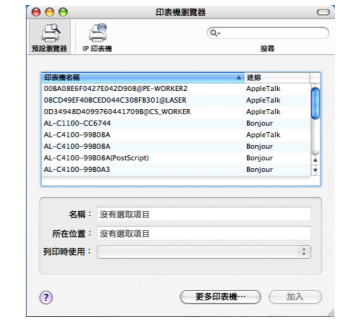 印表機瀏覽器
預設瀏覽器 IP 印表機 搜尋
印表機名稱 連線
00BA08E6F0427E042D908@PE-WORKER2 AppleTalk
08CD49EF40BCED044C308FB301@LASER AppleTalk
0D34948D4099760441709B@CS_WORKER AppleTalk
AL-C1100-CC6744 Bonjour
AL-C4100-99B08A Bonjour
AL-C4100-99B08A Bonjour
AL-C4100-99B08A(PostScript) Bonjour
AL-C4100-99B0A3 Bonjour
名稱： 沒有選取項目
所在位置： 沒有選取項目
列印時使用：
? 更多印表機… 加入